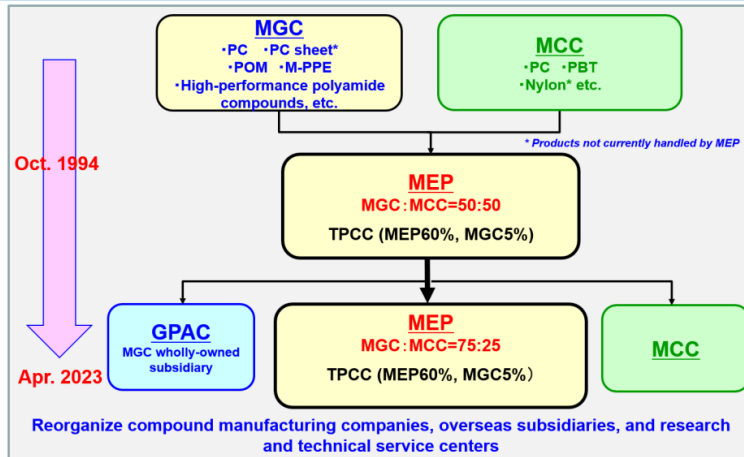 MGC
・PC ・PC sheet*
・POM ・M-PPE
・High-performance polyamide
compounds, etc.
MCC
・PC ・PBT
・Nylon* etc.
* Products not currently handled by MEP
Oct. 1994
MEP
MGC：MCC=50:50
TPCC (MEP60%, MGC5%)
GPAC
MGC wholly-owned
subsidiary
MEP
MGC：MCC=75:25
TPCC (MEP60%, MGC5%）
MCC
Apr. 2023
Reorganize compound manufacturing companies, overseas subsidiaries, and research
and technical service centers